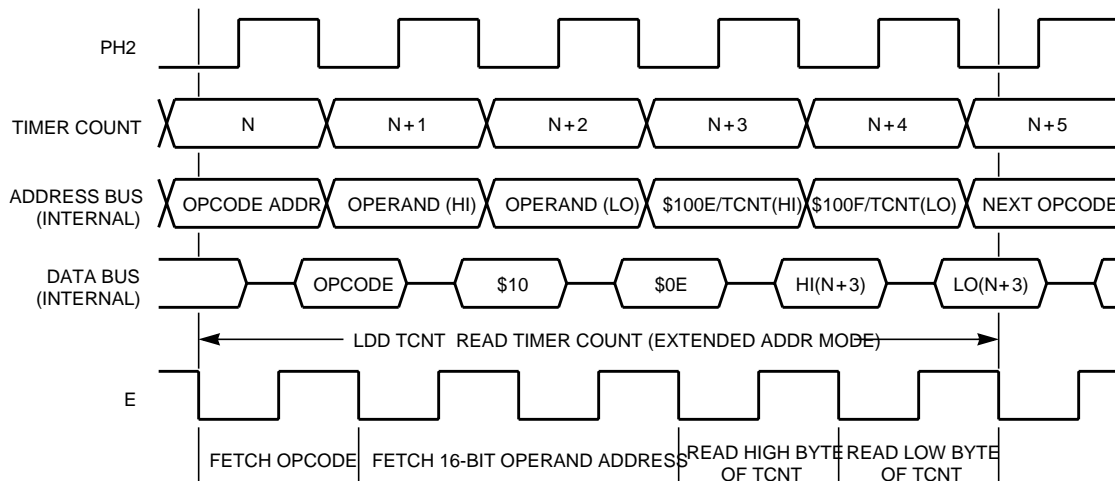 PH2
TIMER COUNT
N
N+1
N+2
N+3
N+4
N+5
ADDRESS BUS
(INTERNAL)
OPCODE ADDR
OPERAND (HI)
OPERAND (LO)
$100E/TCNT(HI)
$100F/TCNT(LO)
NEXT OPCODE
DATA BUS
(INTERNAL)
OPCODE
$10
$0E
HI(N+3)
LO(N+3)
LDD TCNT READ TIMER COUNT (EXTENDED ADDR MODE)
E
FETCH OPCODE
FETCH 16-BIT OPERAND ADDRESS
READ HIGH BYTE
OF TCNT
READ LOW BYTE
OF TCNT